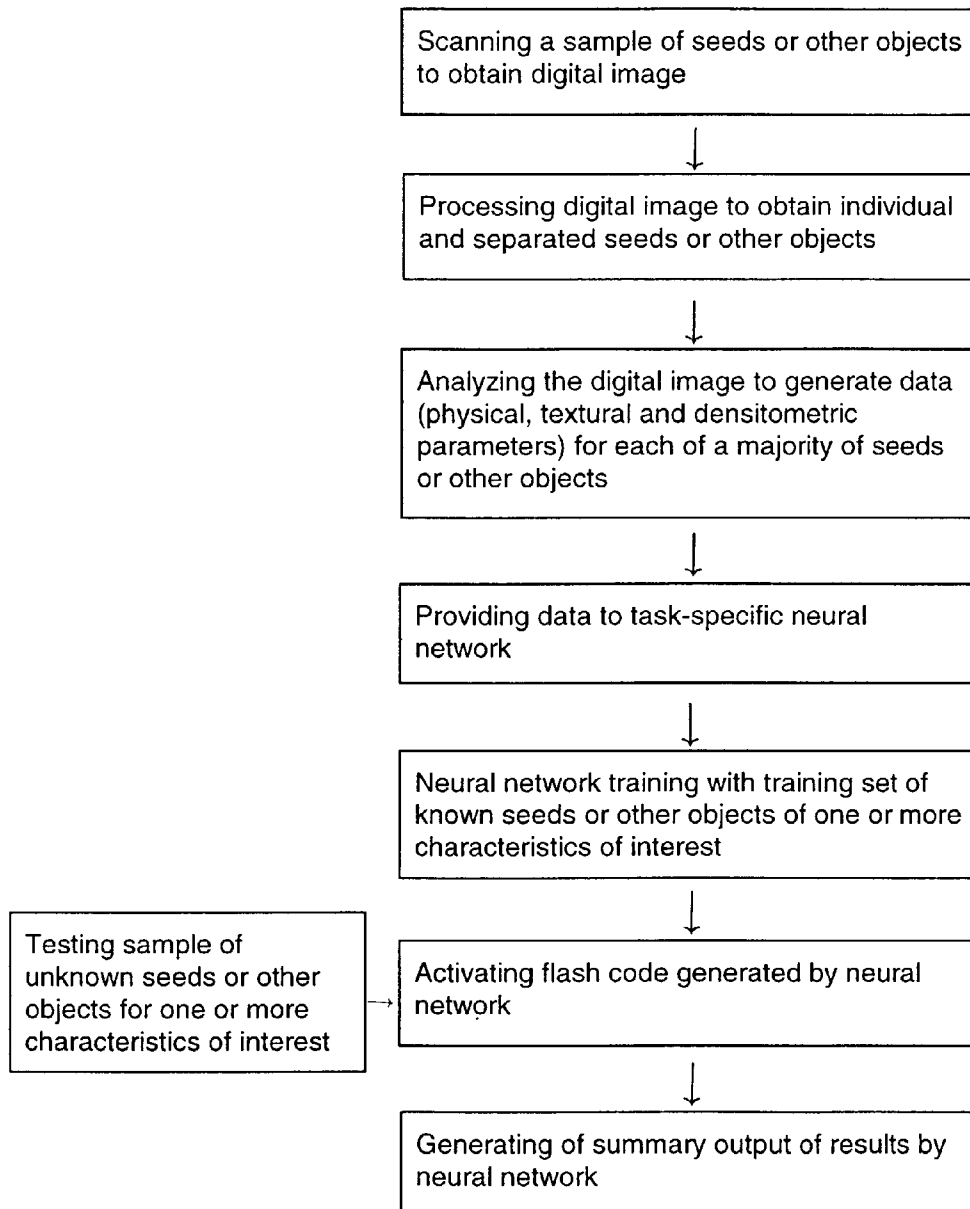 Scanning a sample of seeds or other objects
to obtain digital image
Processing digital image to obtain individual
and separated seeds or other objects
Analyzing the digital image to generate data
(physical, textural and densitometric
parameters) for each of a majority of seeds
or other objects
Providing data to task-specific neural
network
Neural network training with training set of
known seeds or other objects of one or more
characteristics of interest
Testing sample of
unknown seeds or other
objects for one or more
characteristics of interest
Activating flash code generated by neural
network
Generating of summary output of results by
neural network